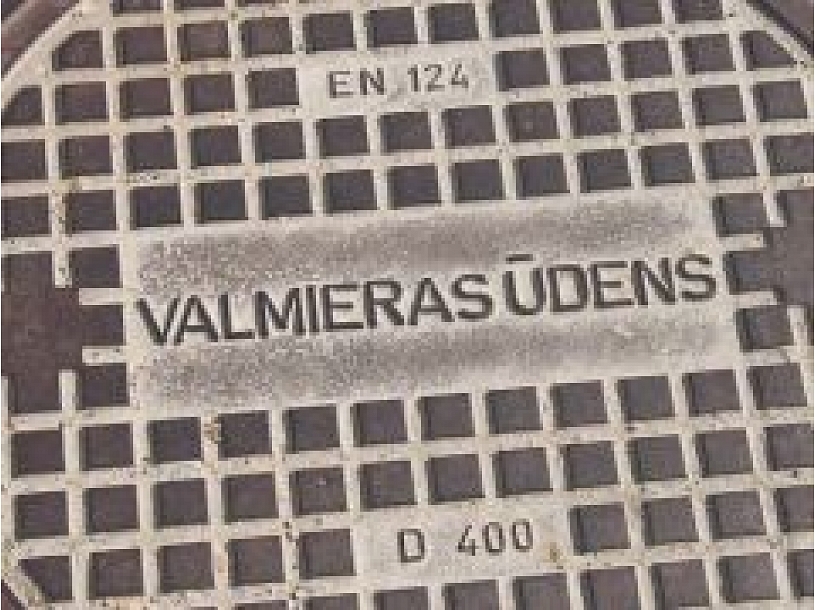 EN 124
VALMIERAS ŪDENS
D 400